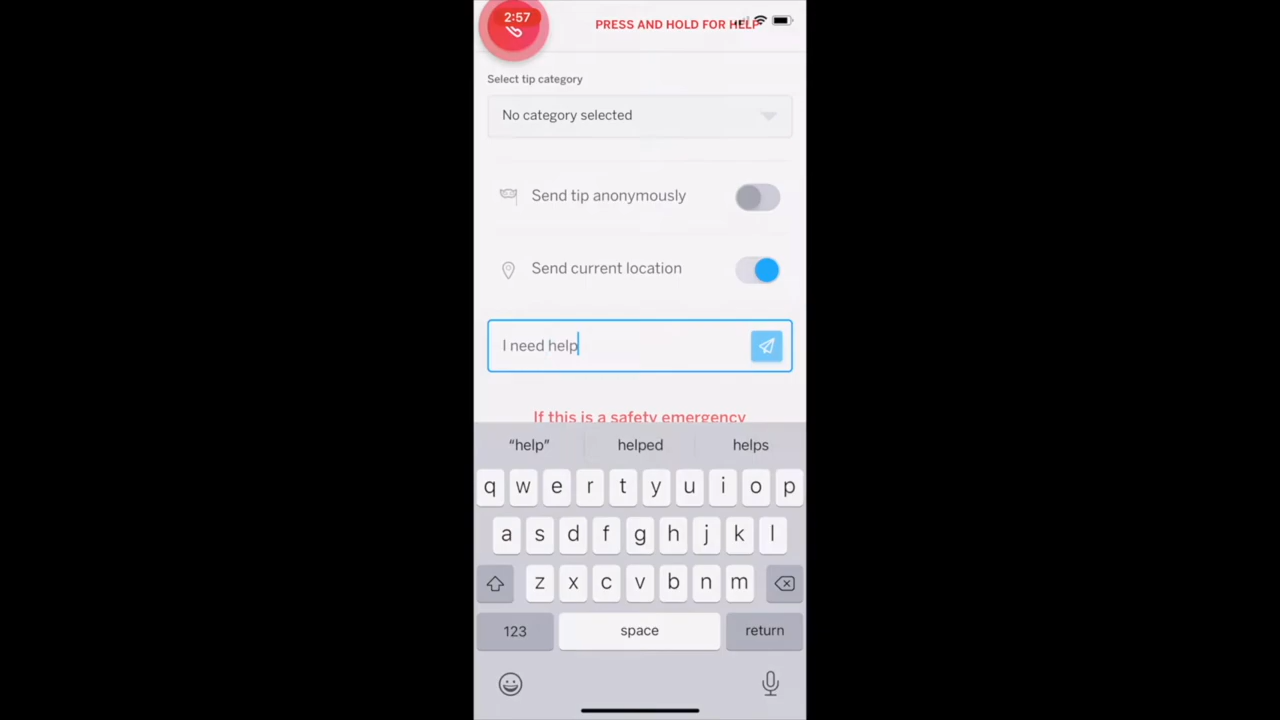 2:57
PRESS AND HOLD FOR HELP
Select tip category
No category selected
Send tip anonymously
Send current location
I need help
If this is a safety emergency
“help” helped helps
q w e r t y u i o p
a s d f g h j k l
z x c v b n m
123 space return